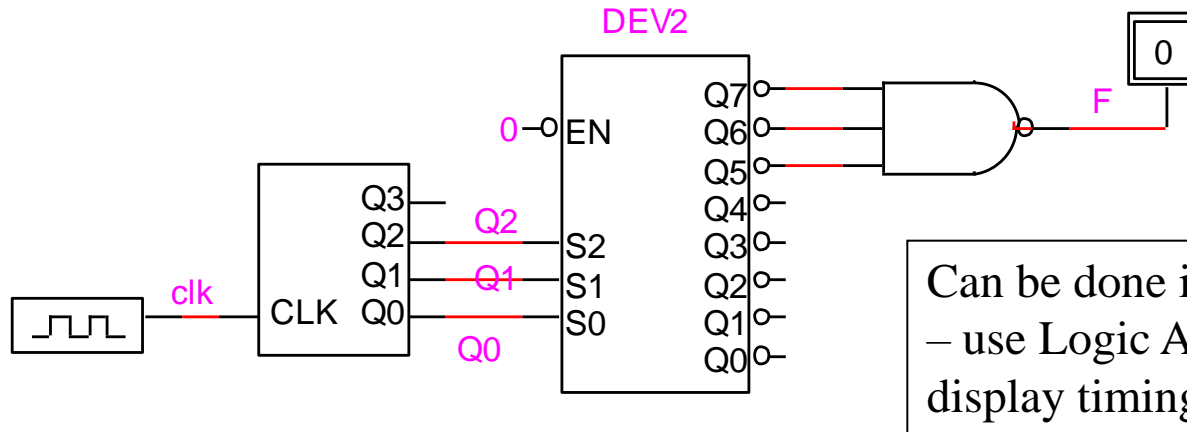 DEV2
0
Q7
F
Q6
0 EN
Q5
Q3
Q4
Q2
Q2
S2
Q3
Q1
Q1
S1
Q2
clk
CLK
Q0
S0
Q1
Q0
Q0
Can be done
– use Logic
display timing